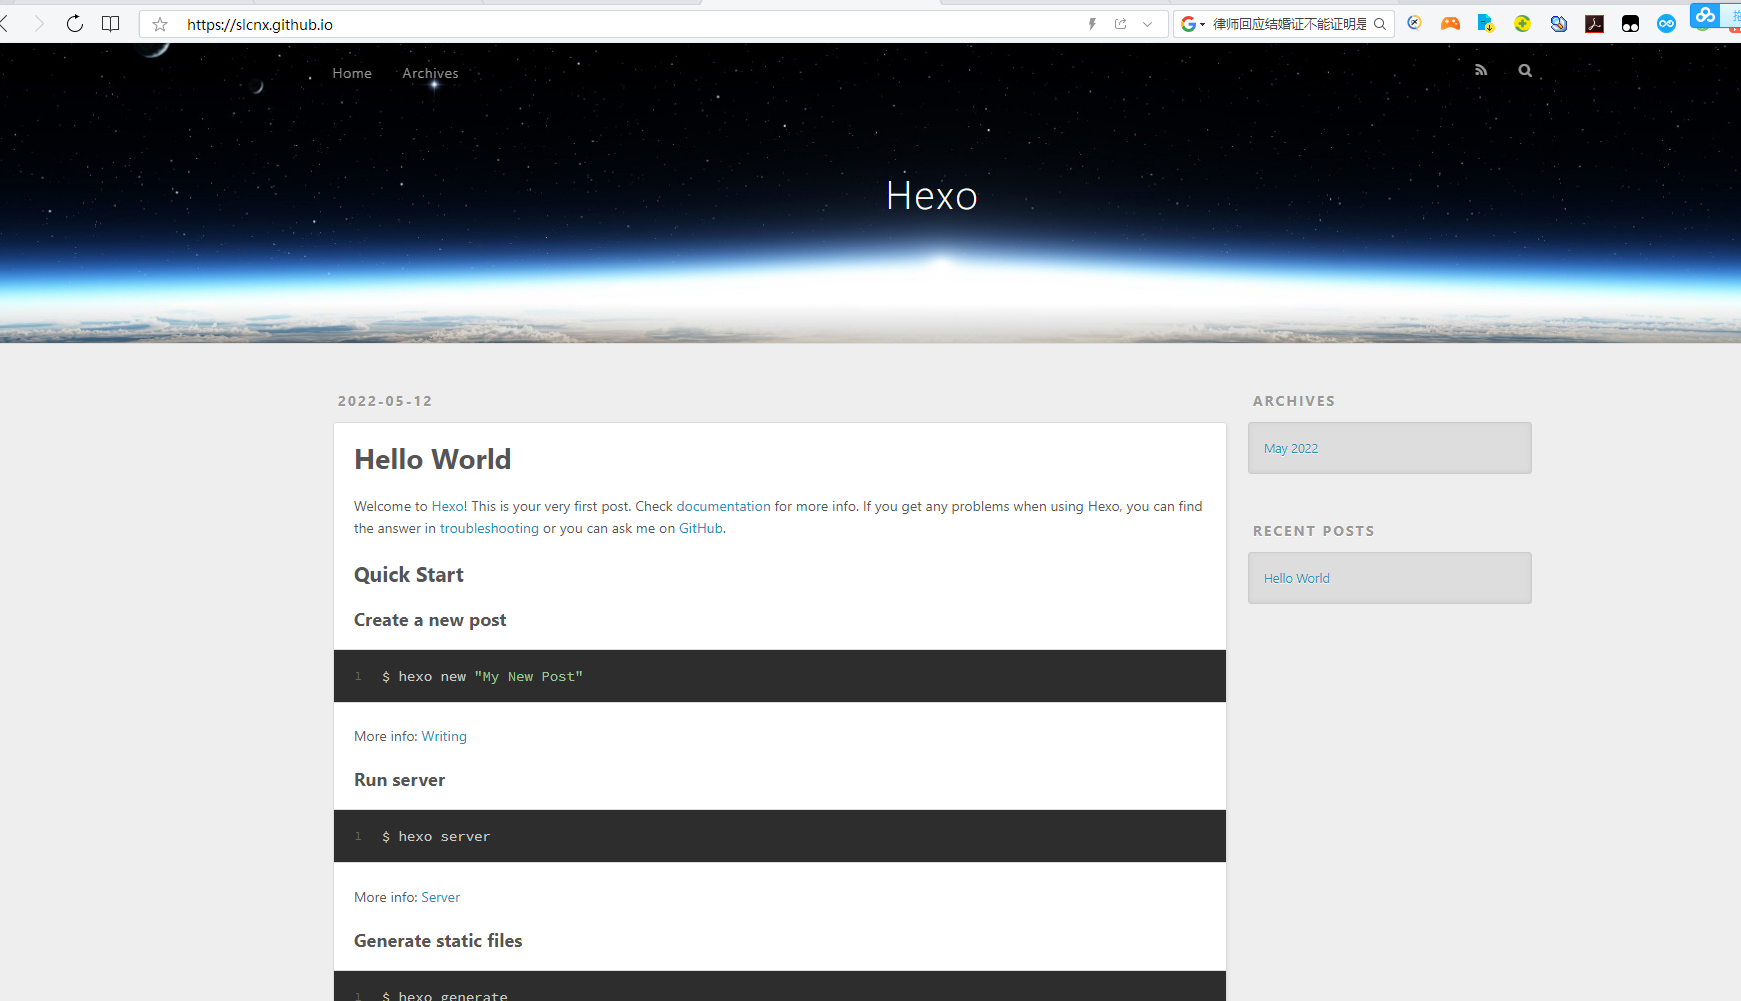 https://slcnx.github.io
律师回应结婚证不能证明是
Home Archives
Hexo
2022-05-12
Hello World
Welcome to Hexo! This is your very first post. Check documentation for more info. If you get any problems when using Hexo, you can find
the answer in troubleshooting or you can ask me on GitHub.
Quick Start
Create a new post
1 $ hexo new "My New Post"
More info: Writing
Run server
1 $ hexo server
More info: Server
Generate static files
1 $ hexo generate
ARCHIVES
May 2022
RECENT POSTS
Hello World